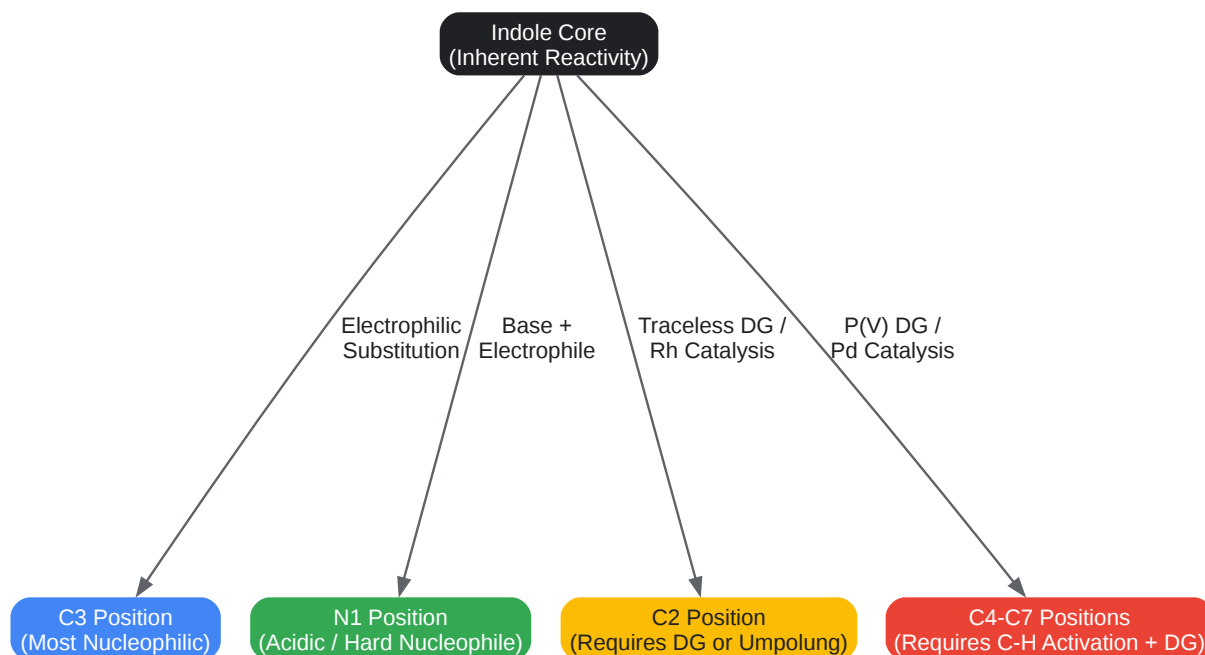 Indole Core
(Inherent Reactivity)
Electrophilic
Substitution
Base +
Electrophile
Traceless DG /
Rh Catalysis
P(V) DG /
Pd Catalysis
C3 Position
(Most Nucleophilic)
N1 Position
(Acidic / Hard Nucleophile)
C2 Position
(Requires DG or Umpolung)
C4-C7 Positions
(Requires C-H Activation + DG)